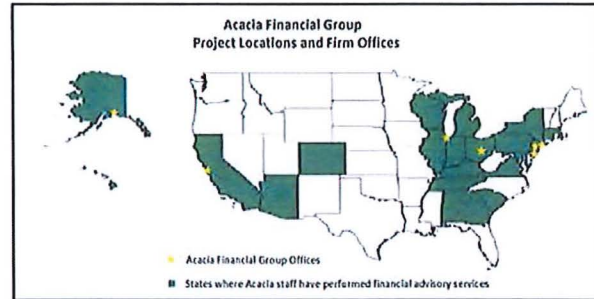 Acacia Financial Group
Project Locations and Firm Offices
Acacia Financial Group Offices
States where Acacia staff have performed financial advisory services